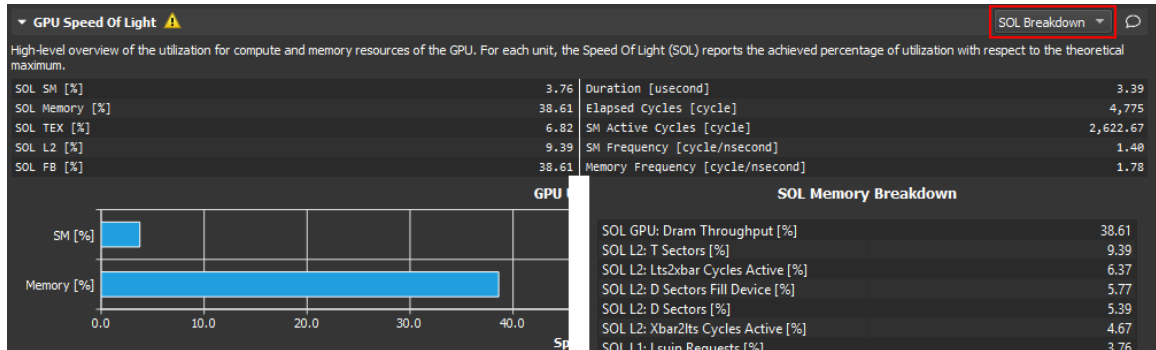 GPU Speed Of Light
SOL Breakdown
High-level overview of the utilization for compute and memory resources of the GPU. For each unit, the Speed Of Light (SOL) reports the achieved percentage of utilization with respect to the theoretical
maximum.
SOL SM [%] 3.76 Duration [usecond] 3.39
SOL Memory [%] 38.61 Elapsed Cycles [cycle] 4,775
SOL TEX [%] 6.82 SM Active Cycles [cycle] 2,622.67
SOL L2 [%] 9.39 SM Frequency [cycle/nsecond] 1.40
SOL FB [%] 38.61 Memory Frequency [cycle/nsecond] 1.78
GPU
SM [%]
Memory [%]
0.0 10.0 20.0 30.0 40.0
Sp
SOL Memory Breakdown
SOL GPU: Dram Throughput [%] 38.61
SOL L2: T Sectors [%] 9.39
SOL L2: Lts2xbar Cycles Active [%] 6.37
SOL L2: D Sectors Fill Device [%] 5.77
SOL L2: D Sectors [%] 5.39
SOL L2: Xbar2lts Cycles Active [%] 4.67
SOL L1: Lsuin Requests [%] 3.76